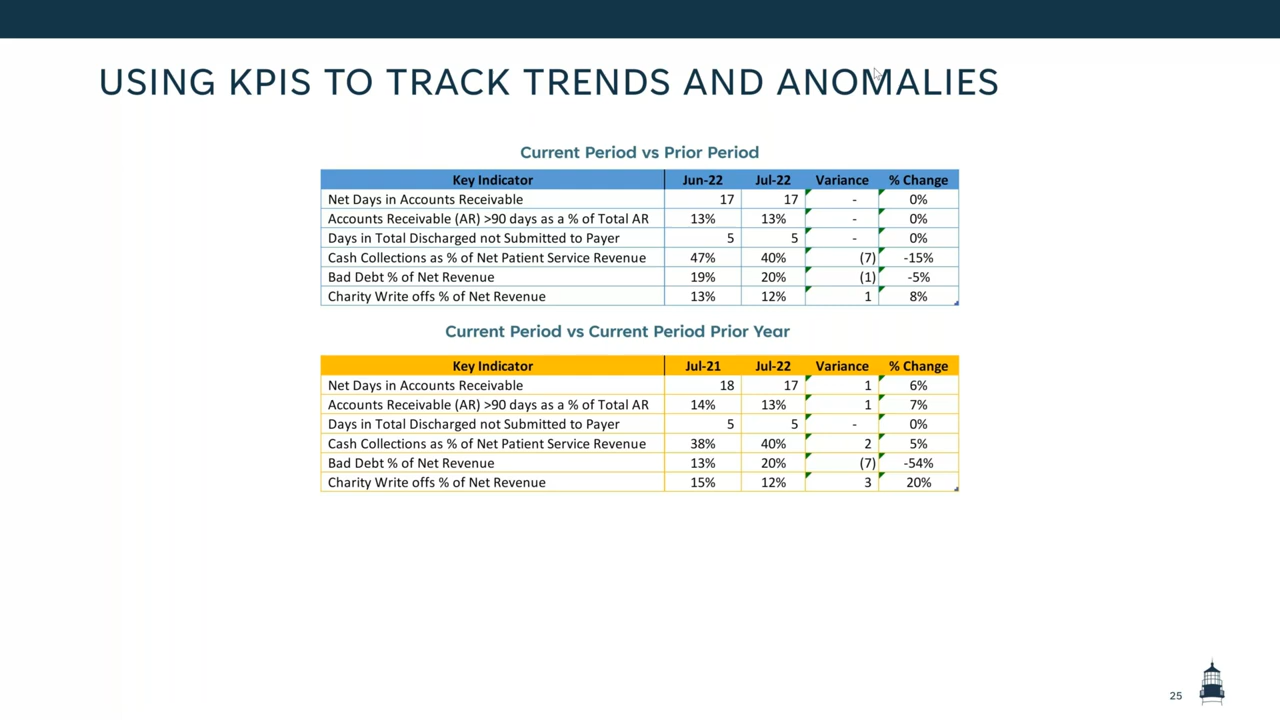 USING KPIS TO TRACK TRENDS AND ANOMALIES
Current Period vs Prior Period
Key Indicator Jun-22 Jul-22 Variance % Change
Net Days in Accounts Receivable 17 17 - 0%
Accounts Receivable (AR) >90 days as a % of Total AR 13% 13% - 0%
Days in Total Discharged not Submitted to Payer 5 5 - 0%
Cash Collections as % of Net Patient Service Revenue 47% 40% (7) -15%
Bad Debt % of Net Revenue 19% 20% (1) -5%
Charity Write offs % of Net Revenue 13% 12% 1 8%
Current Period vs Current Period Prior Year
Key Indicator Jul-21 Jul-22 Variance % Change
Net Days in Accounts Receivable 18 17 1 6%
Accounts Receivable (AR) >90 days as a % of Total AR 14% 13% 1 7%
Days in Total Discharged not Submitted to Payer 5 5 - 0%
Cash Collections as % of Net Patient Service Revenue 38% 40% 2 5%
Bad Debt % of Net Revenue 13% 20% (7) -54%
Charity Write offs % of Net Revenue 15% 12% 3 20%
25